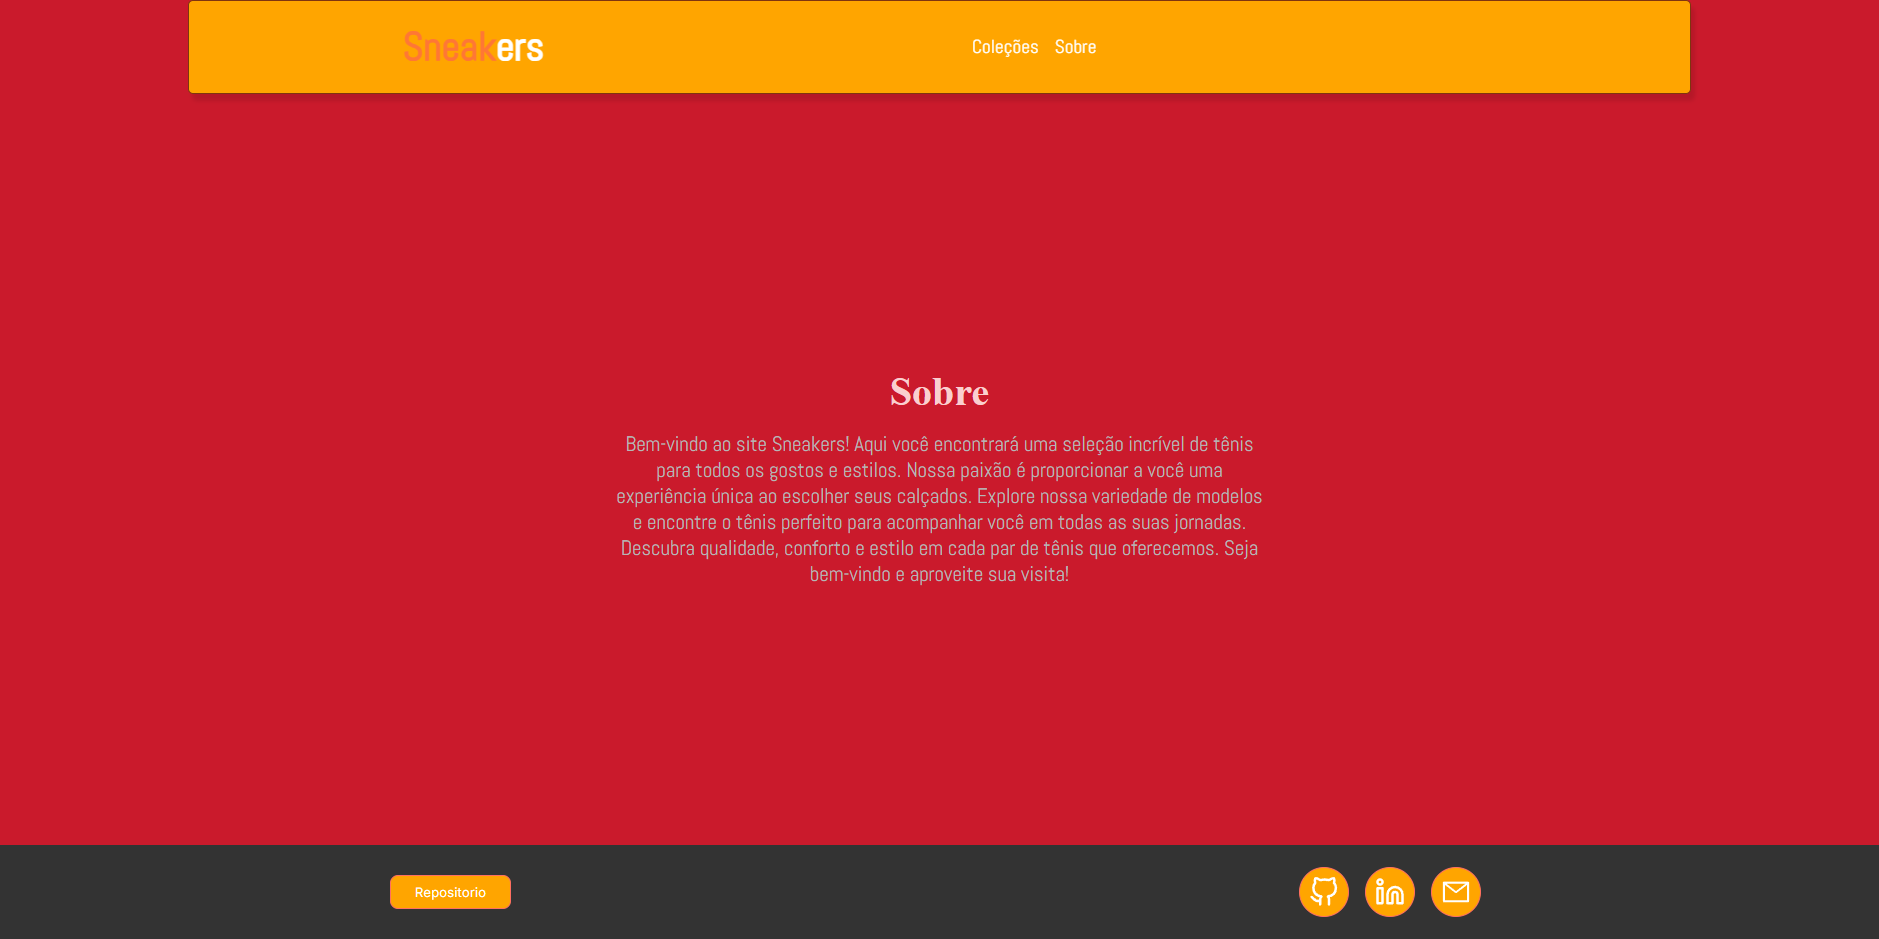 Sneakers
Coleções Sobre
Sobre
Bem-vindo ao site Sneakers! Aqui você encontrará uma seleção incrível de tênis
para todos os gostos e estilos. Nossa paixão é proporcionar a você uma
experiência única ao escolher seus calçados. Explore nossa variedade de modelos
e encontre o tênis perfeito para acompanhar você em todas as suas jornadas.
Descubra qualidade, conforto e estilo em cada par de tênis que oferecemos. Seja
bem-vindo e aproveite sua visita!
Repositorio